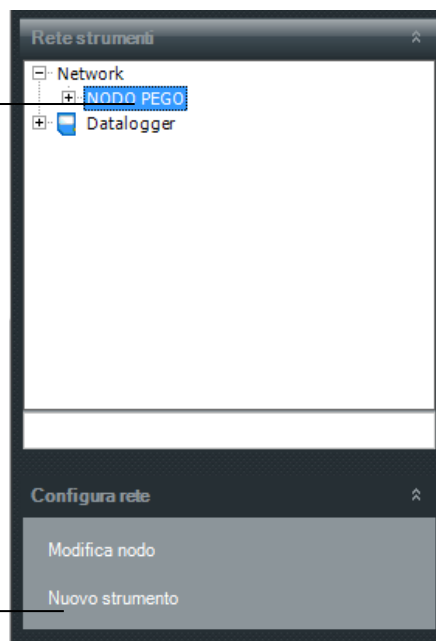 Rete strumenti
Network
NODO PEGO
Datalogger
Configura rete
Modifica nodo
Nuovo strumento